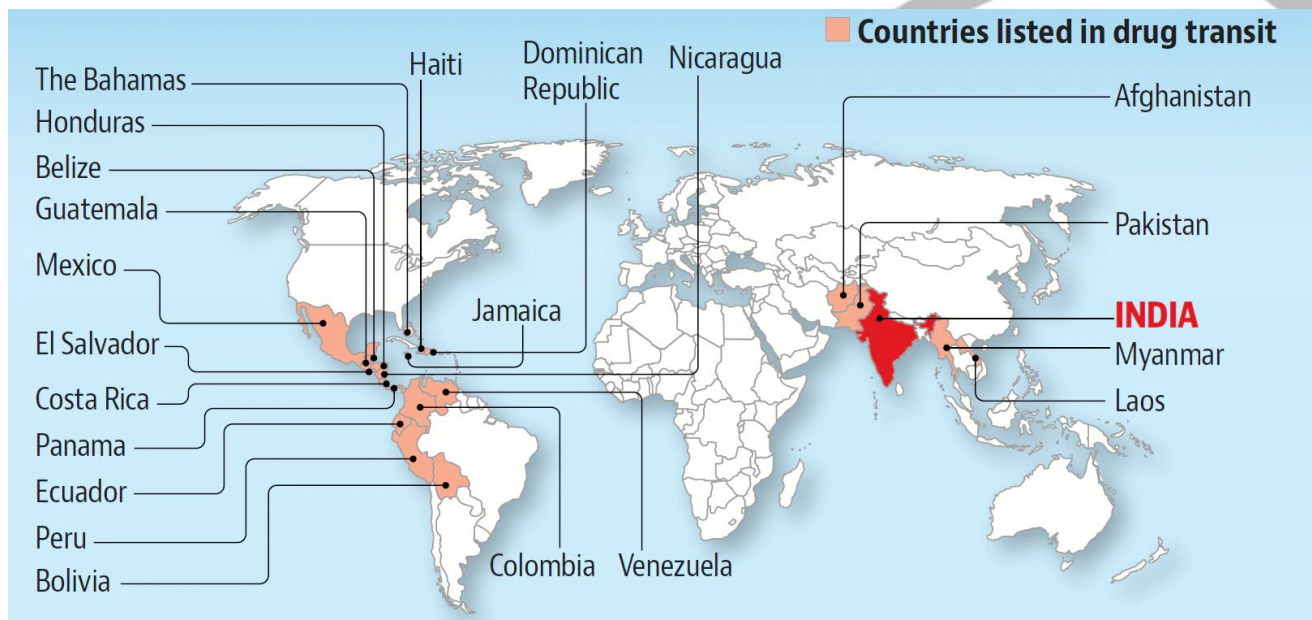 Countries listed in drug transit
The Bahamas
Honduras
Belize
Guatemala
Mexico
El Salvador
Costa Rica
Panama
Ecuador
Peru
Bolivia
Haiti
Dominican
Republic
Nicaragua
Jamaica
Colombia
Venezuela
Afghanistan
Pakistan
INDIA
Myanmar
Laos